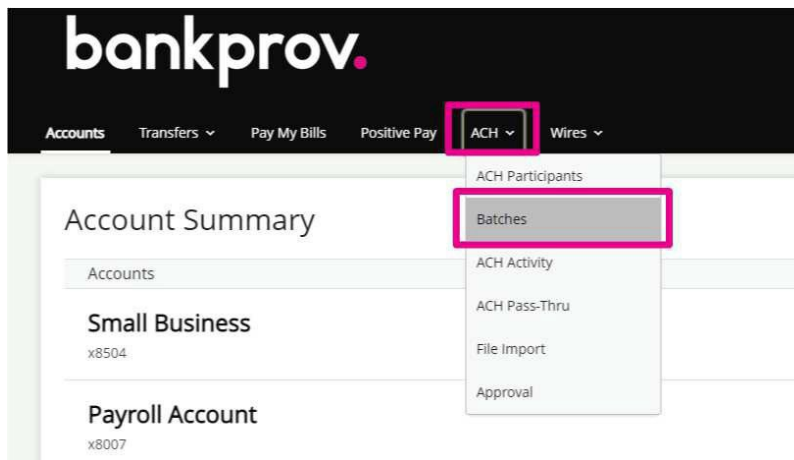 bankprov.
Accounts Transfers Pay My Bills Positive Pay ACH Wires
ACH Participants
Batches
ACH Activity
ACH Pass-Thru
File Import
Approval
Account Summary
Accounts
Small Business
x8504
Payroll Account
x8007